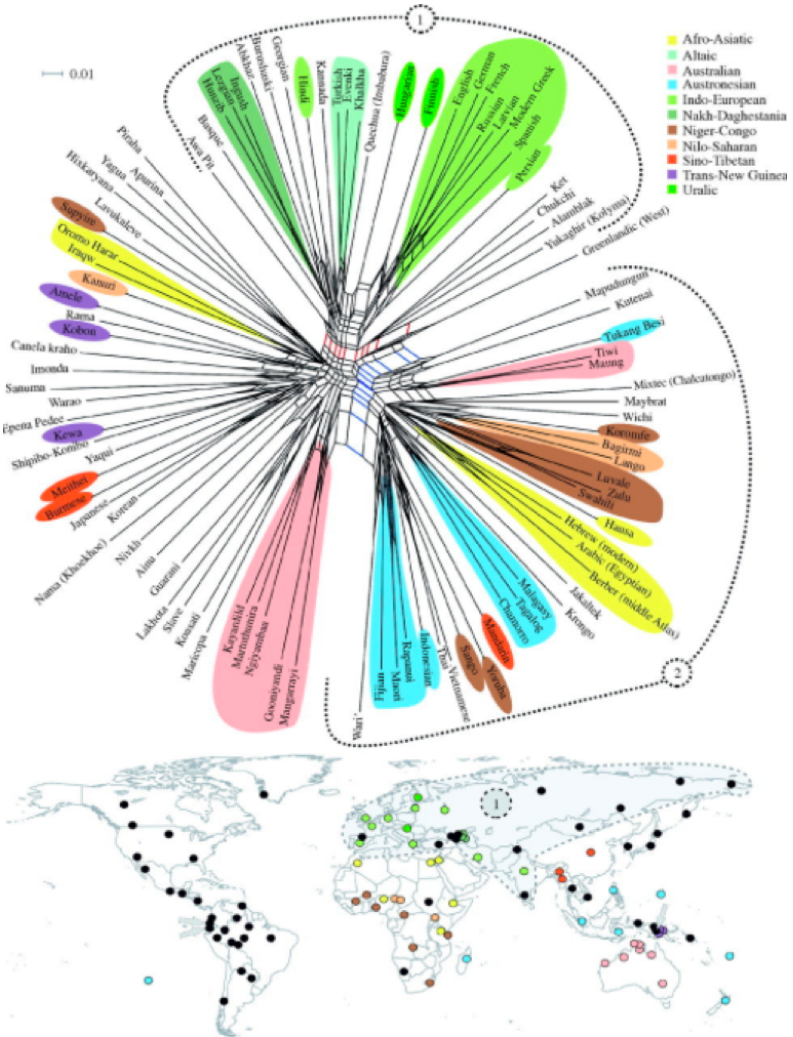 1
0.01
Afro-Asiatic
Altaic
Australian
Austronesian
Indo-European
Nakh-Daghestania
Niger-Congo
Nilo-Saharan
Sino-Tibetan
Trans-New Guinea
Uralic
Awa Pit
Basque
Hunzib
Lezgian
Ingush
Abkhaz
Burushaski
Georgian
Hindi
Kannada
Turkish
Evenki
Khalkha
Quechua (Imbabura)
Hungarian
Finnish
English
German
French
Russian
Latvian
Modern Greek
Spanish
Persian
Ket
Chukchi
Alamblak
Yukaghir (Kolyma)
Greenlandic (West)
Mapudungun
Kutenai
Tukang Besi
Tiwi
Maung
Mixtec (Chalcatongo)
Maybrat
Wichi
Koromfe
Bagirmi
Lango
Luvale
Zulu
Swahili
Hausa
Hebrew (modern)
Arabic (Egyptian)
Berber (middle Atlas)
Jakaltek
Krongo
Malagasy
Tagalog
Chamorro
Mandarin
Yoruba
Sango
Vietnamese
Thai
Indonesian
Rapanui
Maori
Fijian
Wari'
2
Mangarrayi
Gooniyandi
Ngiyambaa
Martuthunira
Kayardild
Maricopa
Koasati
Slave
Lakhota
Guarani
Ainu
Nivkh
Nama (Khoekhoe)
Korean
Japanese
Burmese
Meithei
Yaqui
Shipibo-Konibo
Kewa
Epena Pedee
Warao
Sanuma
Imonda
Canela kraho
Kobon
Rama
Amele
Kanuri
Iraqw
Oromo Harar
Supyire
Lavukaleve
Hixkaryana
Yagua
Apurina
Piraha
1